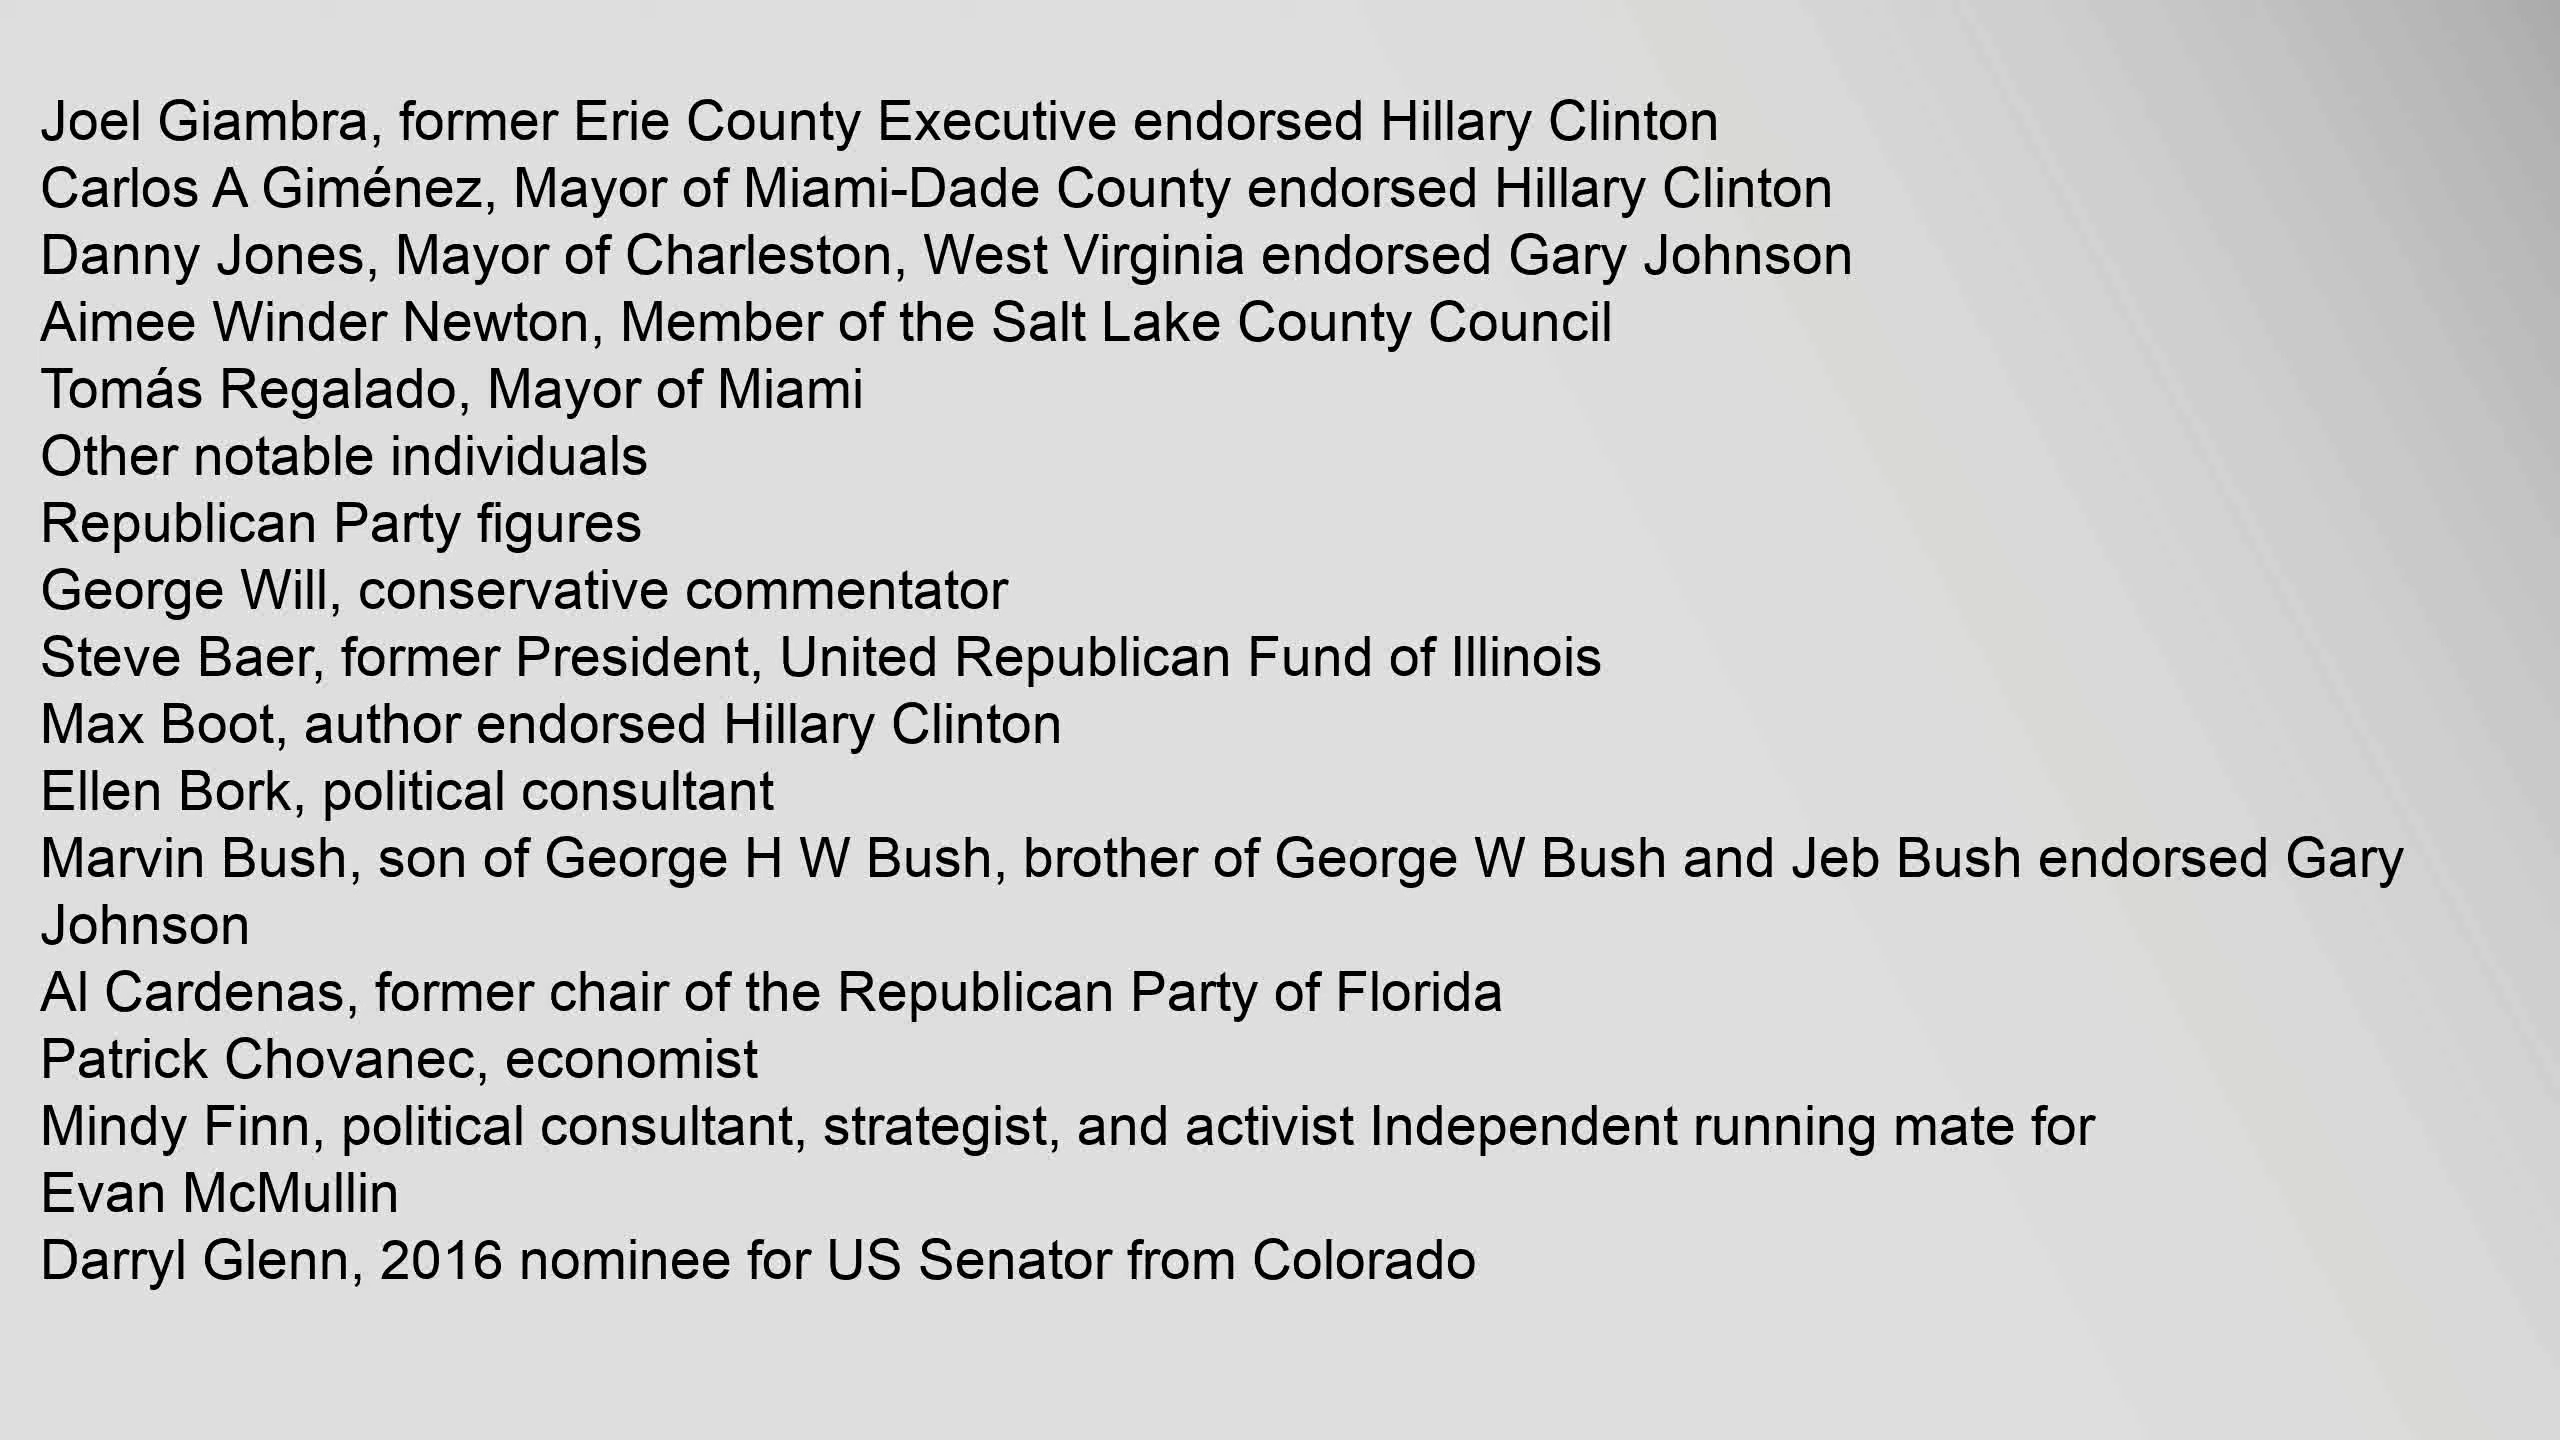 Joel Giambra, former Erie County Executive endorsed Hillary Clinton
Carlos A Giménez, Mayor of Miami-Dade County endorsed Hillary Clinton
Danny Jones, Mayor of Charleston, West Virginia endorsed Gary Johnson
Aimee Winder Newton, Member of the Salt Lake County Council
Tomás Regalado, Mayor of Miami
Other notable individuals
Republican Party figures
George Will, conservative commentator
Steve Baer, former President, United Republican Fund of Illinois
Max Boot, author endorsed Hillary Clinton
Ellen Bork, political consultant
Marvin Bush, son of George H W Bush, brother of George W Bush and Jeb Bush endorsed Gary
Johnson
Al Cardenas, former chair of the Republican Party of Florida
Patrick Chovanec, economist
Mindy Finn, political consultant, strategist, and activist Independent running mate for
Evan McMullin
Darryl Glenn, 2016 nominee for US Senator from Colorado